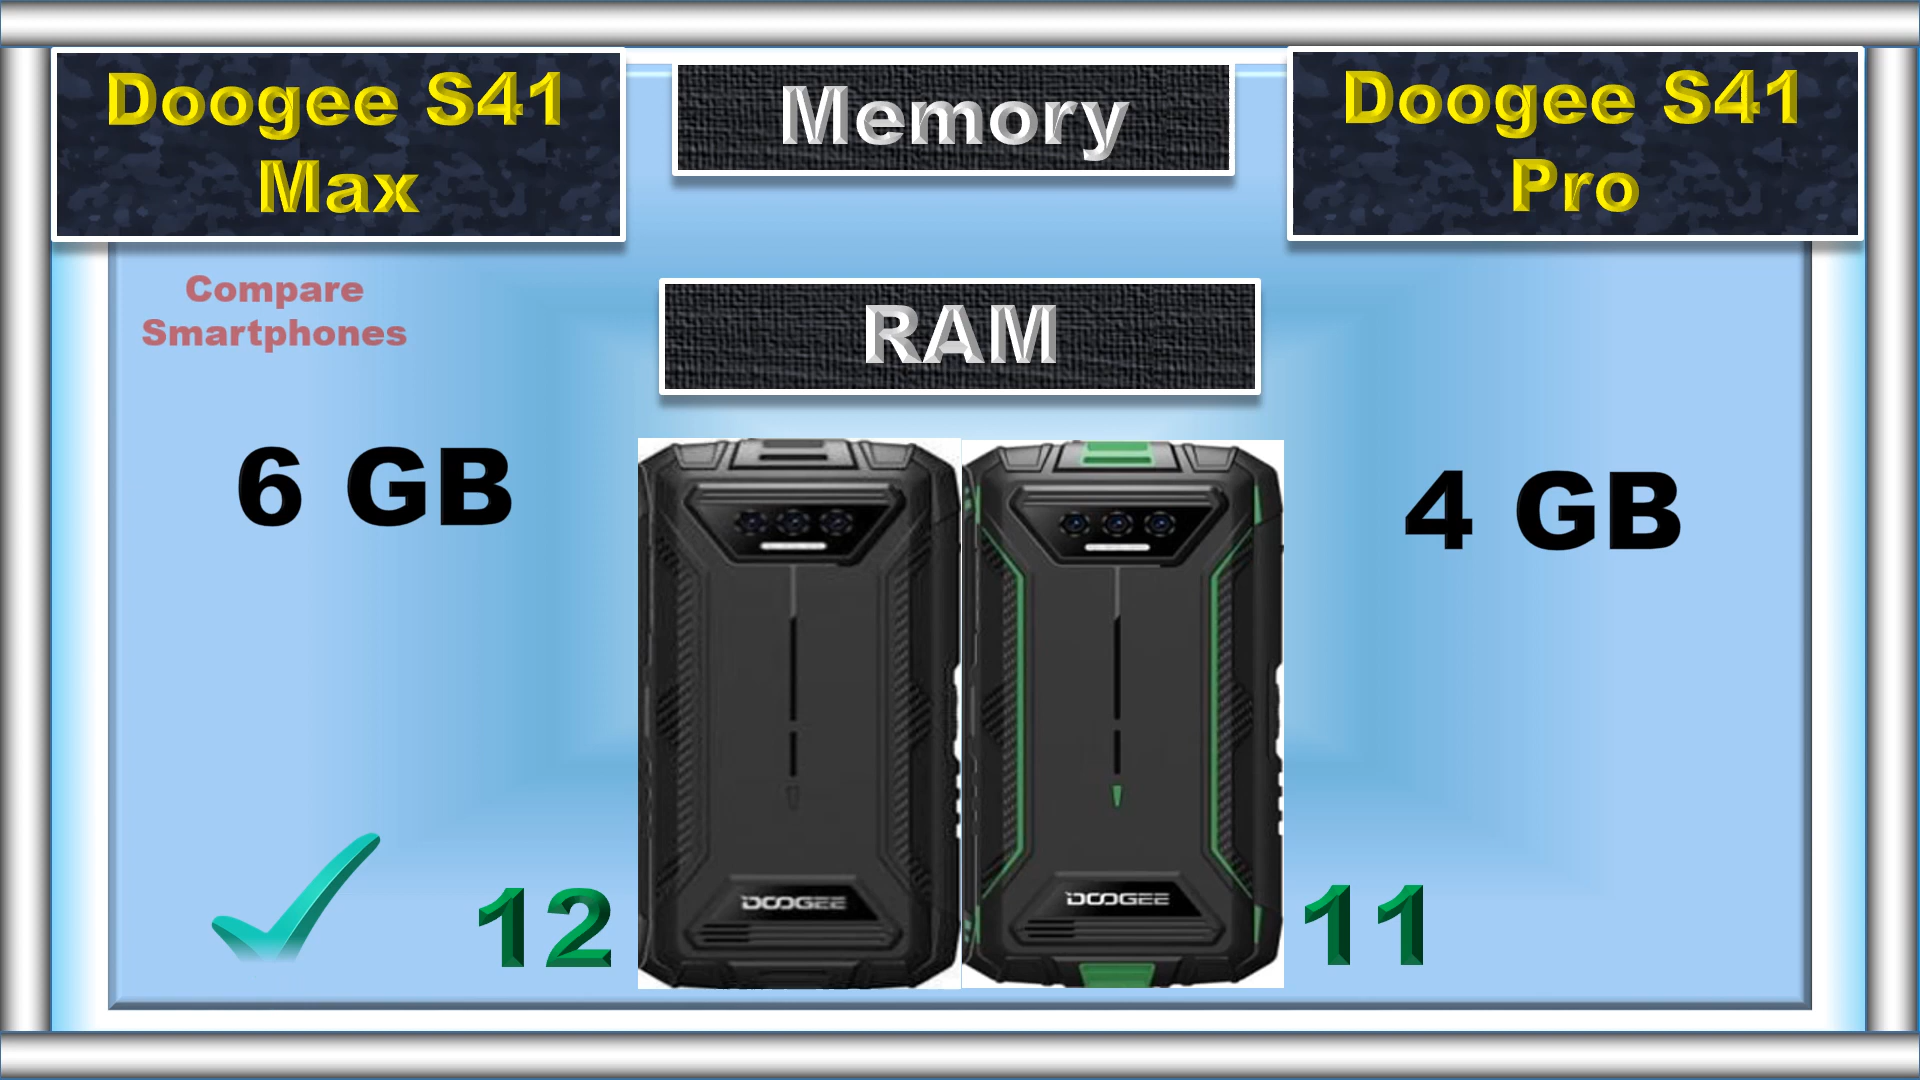 Doogee S41
Max
Memory
Doogee S41
Pro
Compare
Smartphones
RAM
6 GB
4 GB
DOOGEE
DOOGEE
12
11